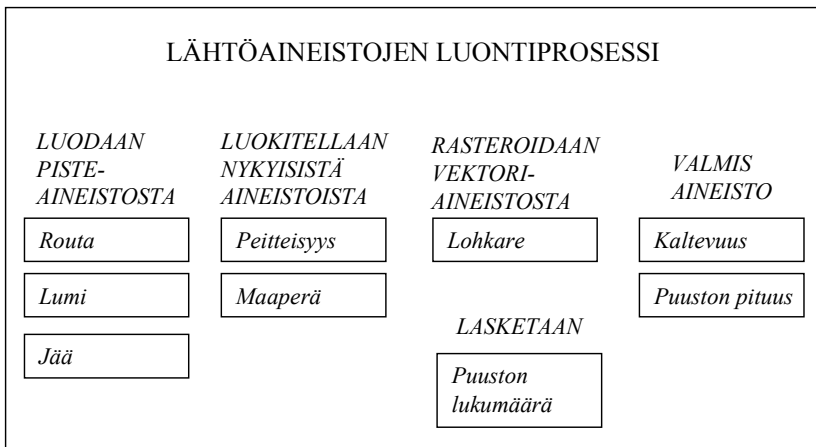 LÄHTÖAINEISTOJEN LUONTIPROSESSI
LUODAAN
PISTE-
AINEISTOSTA
Routa
Lumi
Jää
LUOKITELLAAN
NYKYISISTÄ
AINEISTOISTA
Peitteisyys
Maaperä
RASTEROIDAAN
VEKTORI-
AINEISTOSTA
Lohkare
LASKETAAN
Puuston
lukumäärä
VALMIS
AINEISTO
Kaltevuus
Puuston pituus